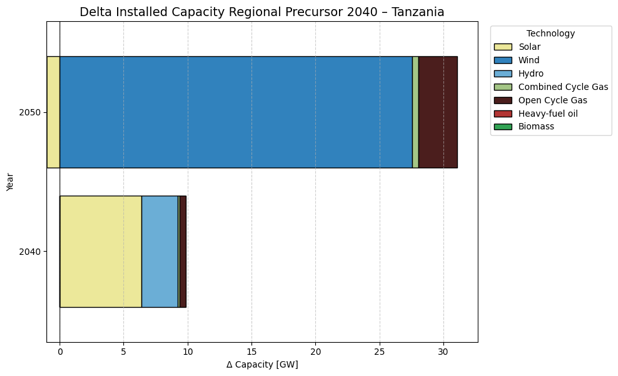 Delta Installed Capacity Regional Precursor 2040 – Tanzania
Technology
Solar
Wind
Hydro
Combined Cycle Gas
Open Cycle Gas
Heavy-fuel oil
Biomass
Year
2050
2040
0 5 10 15 20 25 30
Δ Capacity [GW]